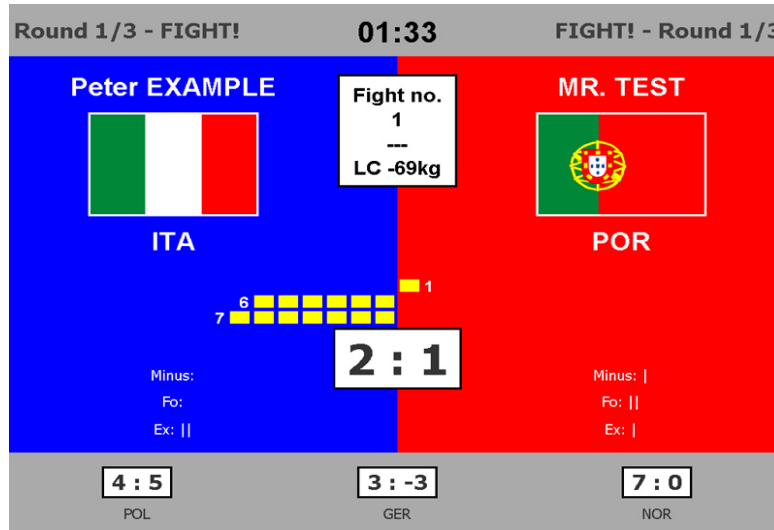 Round 1/3 - FIGHT!
01:33
FIGHT! - Round 1/3
Peter EXAMPLE
MR. TEST
Fight no.
1
---
LC -69kg
ITA
POR
1
6
7
2 : 1
Minus:
Minus: |
Fo:
Fo: ||
Ex: ||
Ex: |
4 : 5
3 : -3
7 : 0
POL
GER
NOR